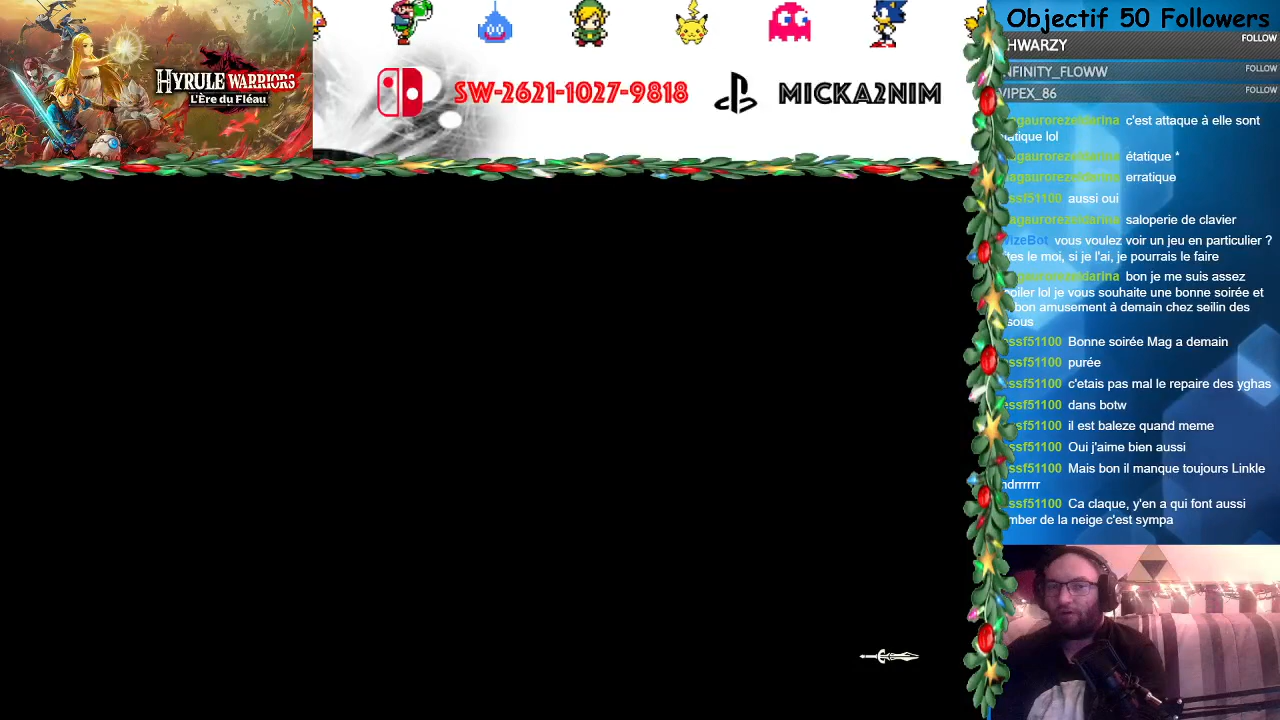 HYRULE WARRIORS
L'Ère du Fléau
SW-2621-1027-9818
MICKA2NIM
Objectif 50 Followers
HWARZY FOLLOW
NFINITY_FLOWW FOLLOW
VIPEX_86 FOLLOW
c'est attaque à elle sont
atique lol
étatique *
erratique
ssf51100 aussi oui
saloperie de clavier
izeBot vous voulez voir un jeu en particulier ?
tes le moi, si je l'ai, je pourrais le faire
bon je me suis assez
oiler lol je vous souhaite une bonne soirée et
bon amusement à demain chez seilin des
sous
ssf51100 Bonne soirée Mag a demain
ssf51100 purée
ssf51100 c'etais pas mal le repaire des yghas
ssf51100 dans botw
ssf51100 il est baleze quand meme
ssf51100 Oui j'aime bien aussi
ssf51100 Mais bon il manque toujours Linkle
ndrrrrrr
ssf51100 Ca claque, y'en a qui font aussi
mber de la neige c'est sympa